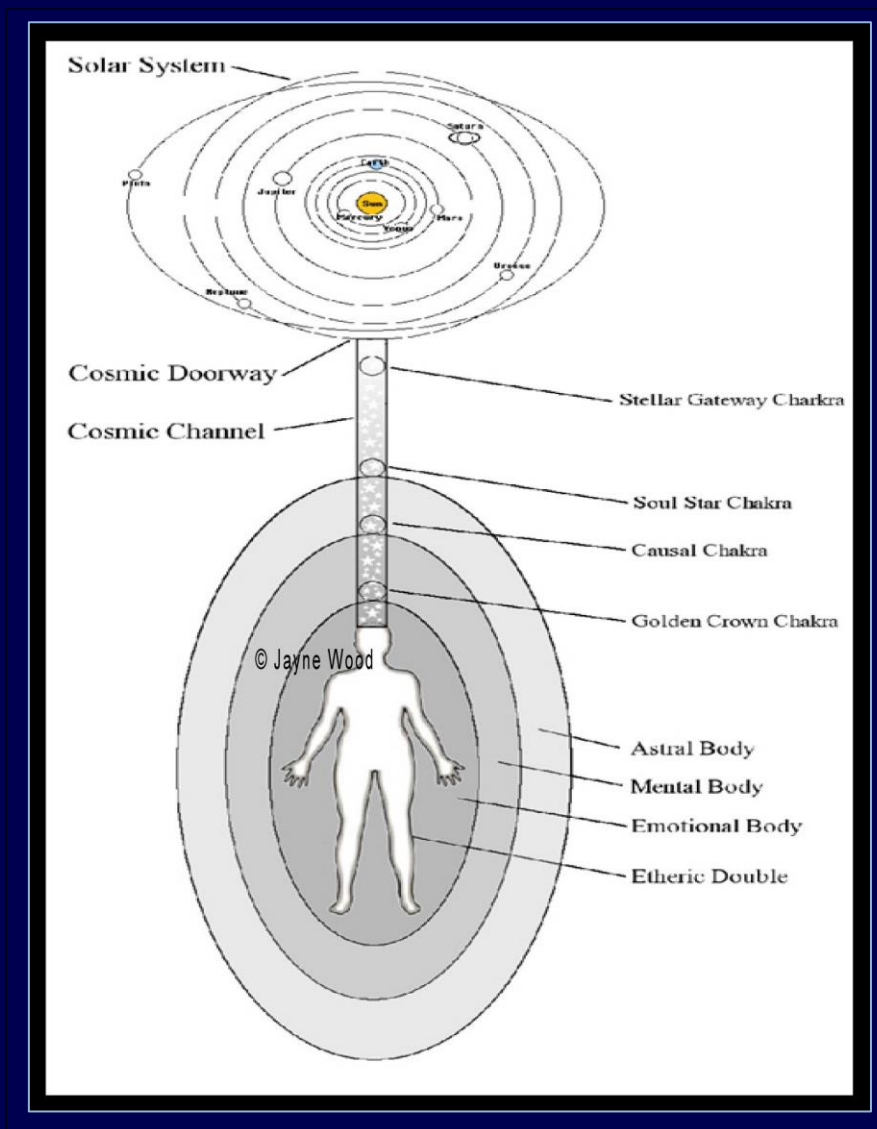 Solar System
Saturn
Earth
Pluto
Jupiter
Sun
Mercury
Mars
Venus
Uranus
Neptune
Cosmic Doorway
Stellar Gateway Charkra
Cosmic Channel
Soul Star Chakra
Causal Chakra
Golden Crown Chakra
© Jayne Wood
Astral Body
Mental Body
Emotional Body
Etheric Double